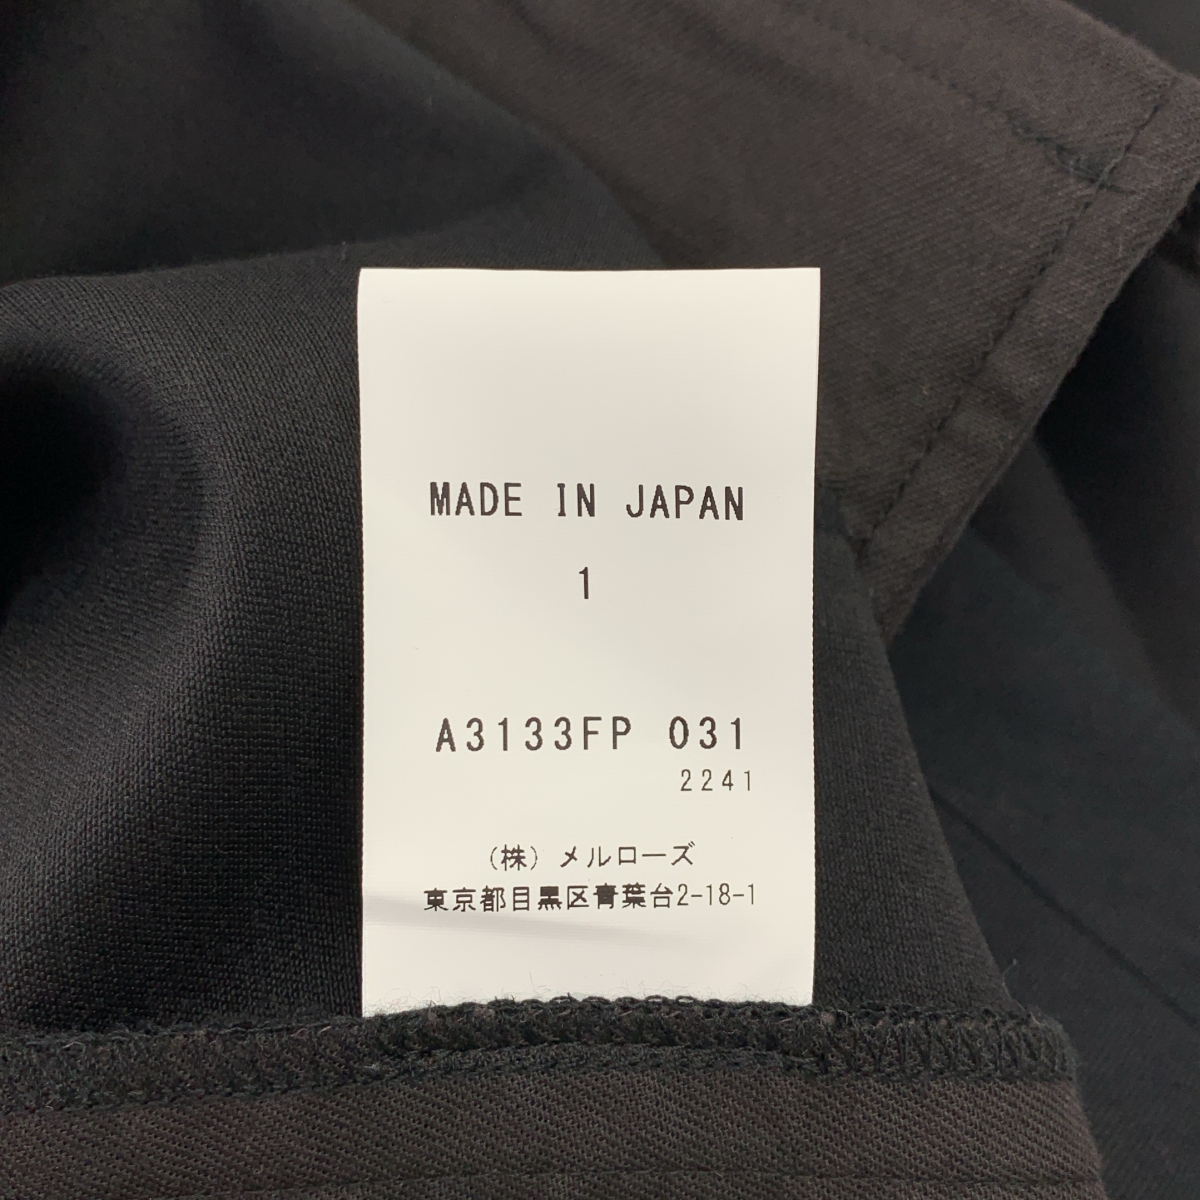 MADE IN JAPAN
1
A3133FP 031
2241
(株) メルローズ
東京都目黒区青葉台2-18-1